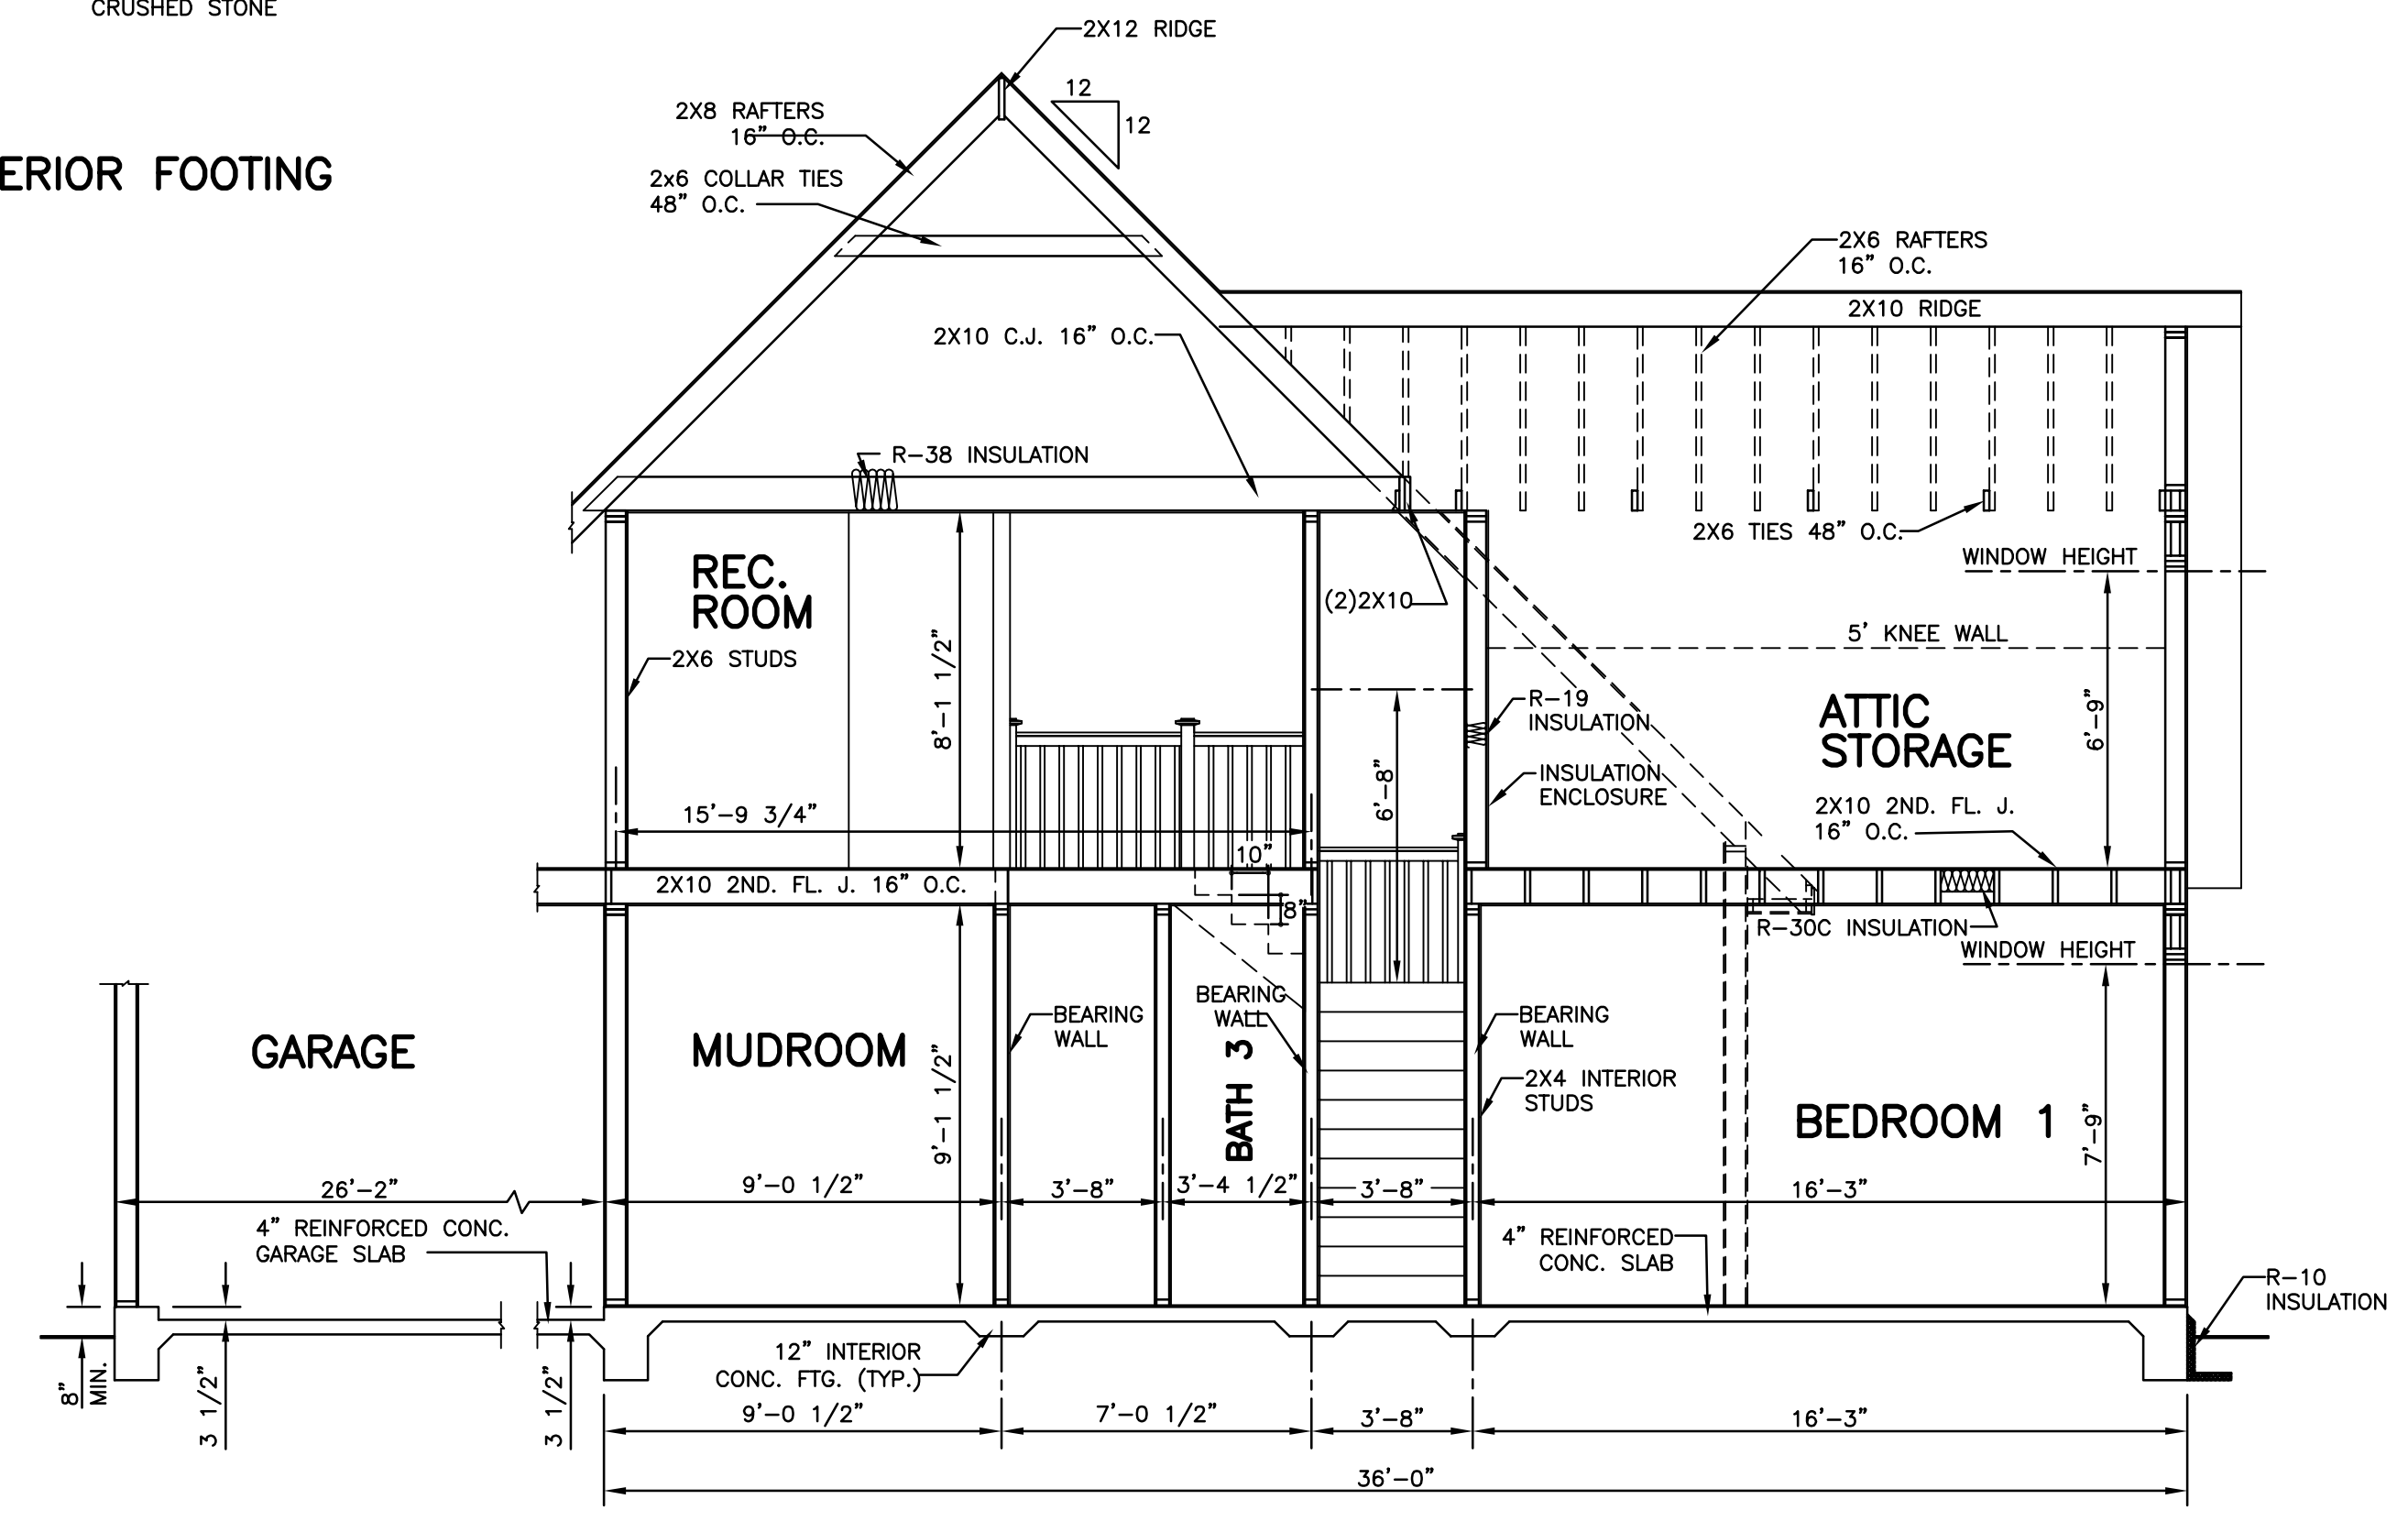 CRUSHED STONE
2X12 RIDGE
12
12
2X8 RAFTERS
16” O.C.
ERIOR FOOTING
2x6 COLLAR TIES
48” O.C.
2X6 RAFTERS
16” O.C.
2X10 RIDGE
2X10 C.J. 16” O.C.
R-38 INSULATION
2X6 TIES 48” O.C.
WINDOW HEIGHT
REC.
ROOM
(2)2X10
5’ KNEE WALL
2X6 STUDS
8’-1 1/2”
R-19
INSULATION
ATTIC
STORAGE
6’-9”
6’-8”
INSULATION
ENCLOSURE
15’-9 3/4”
2X10 2ND. FL. J.
16” O.C.
10”
2X10 2ND. FL. J. 16” O.C.
8”
R-30C INSULATION
WINDOW HEIGHT
GARAGE
MUDROOM
9’-1 1/2”
BEARING
WALL
BEARING
WALL
BATH 3
BEARING
WALL
2X4 INTERIOR
STUDS
BEDROOM 1
7’-9”
26’-2”
9’-0 1/2”
3’-8”
3’-4 1/2”
3’-8”
16’-3”
4” REINFORCED CONC.
GARAGE SLAB
4” REINFORCED
CONC. SLAB
R-10
INSULATION
8”
MIN.
3 1/2”
3 1/2”
12” INTERIOR
CONC. FTG. (TYP.)
9’-0 1/2”
7’-0 1/2”
3’-8”
16’-3”
36’-0”